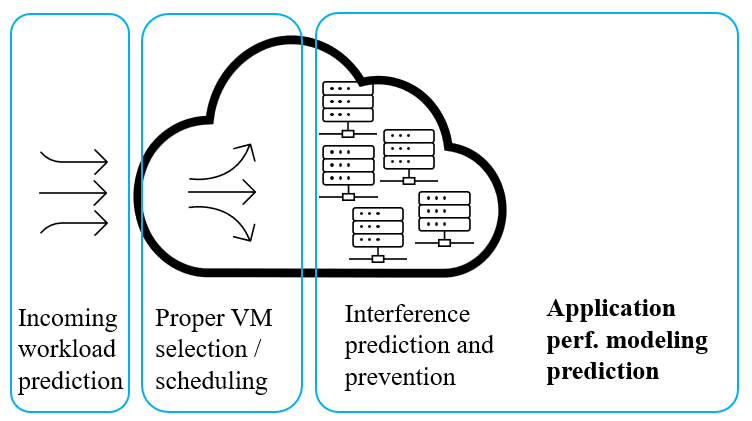 Incoming
workload
prediction
Proper VM
selection /
scheduling
Interference
prediction and
prevention
Application
perf. modeling
prediction